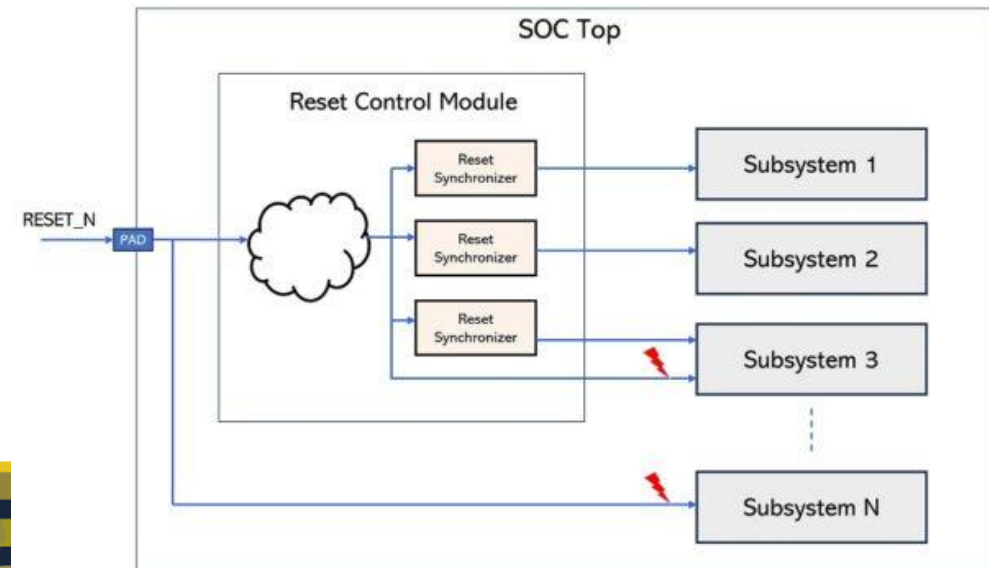 SOC Top
Reset Control Module
Reset
Synchronizer
Subsystem 1
RESET_N
PAD
Reset
Synchronizer
Subsystem 2
Reset
Synchronizer
Subsystem 3
Subsystem N